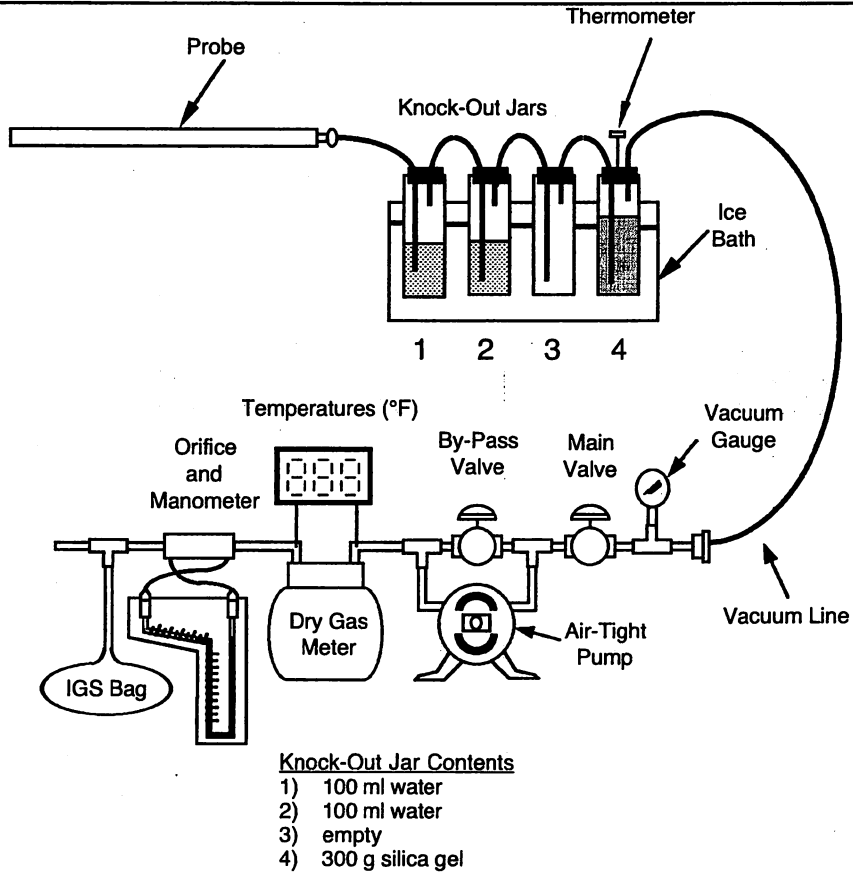 Thermometer
Probe
Knock-Out Jars
Ice
Bath
1 2 3 4
Temperatures (°F)
Orifice
and
Manometer
By-Pass
Valve
Main
Valve
Vacuum
Gauge
Dry Gas
Meter
Air-Tight
Pump
Vacuum Line
IGS Bag
Knock-Out Jar Contents
1) 100 ml water
2) 100 ml water
3) empty
4) 300 g silica gel